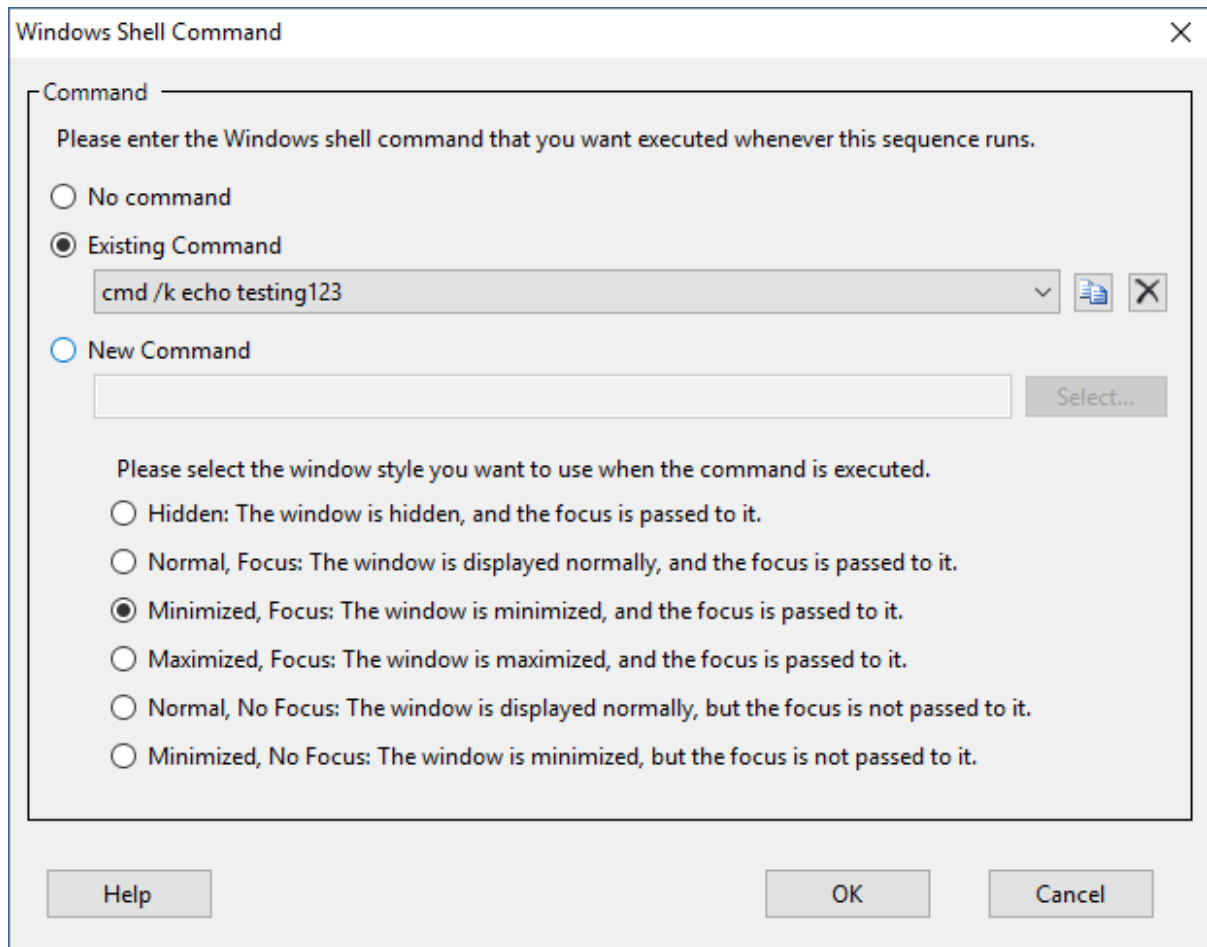 Windows Shell Command
Command
Please enter the Windows shell command that you want executed whenever this sequence runs.
No command
Existing Command
cmd /k echo testing123
New Command
Select...
Please select the window style you want to use when the command is executed.
Hidden: The window is hidden, and the focus is passed to it.
Normal, Focus: The window is displayed normally, and the focus is passed to it.
Minimized, Focus: The window is minimized, and the focus is passed to it.
Maximized, Focus: The window is maximized, and the focus is passed to it.
Normal, No Focus: The window is displayed normally, but the focus is not passed to it.
Minimized, No Focus: The window is minimized, but the focus is not passed to it.
Help OK Cancel